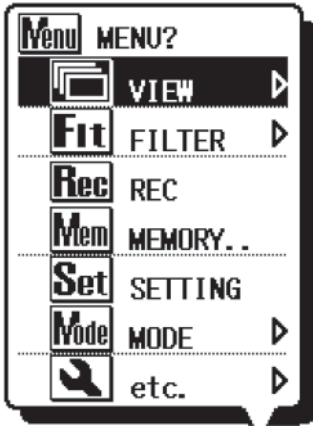 Menu MENU?
VIEW
Flt FILTER
Rec REC
Mem MEMORY..
Set SETTING
Mode MODE
etc.